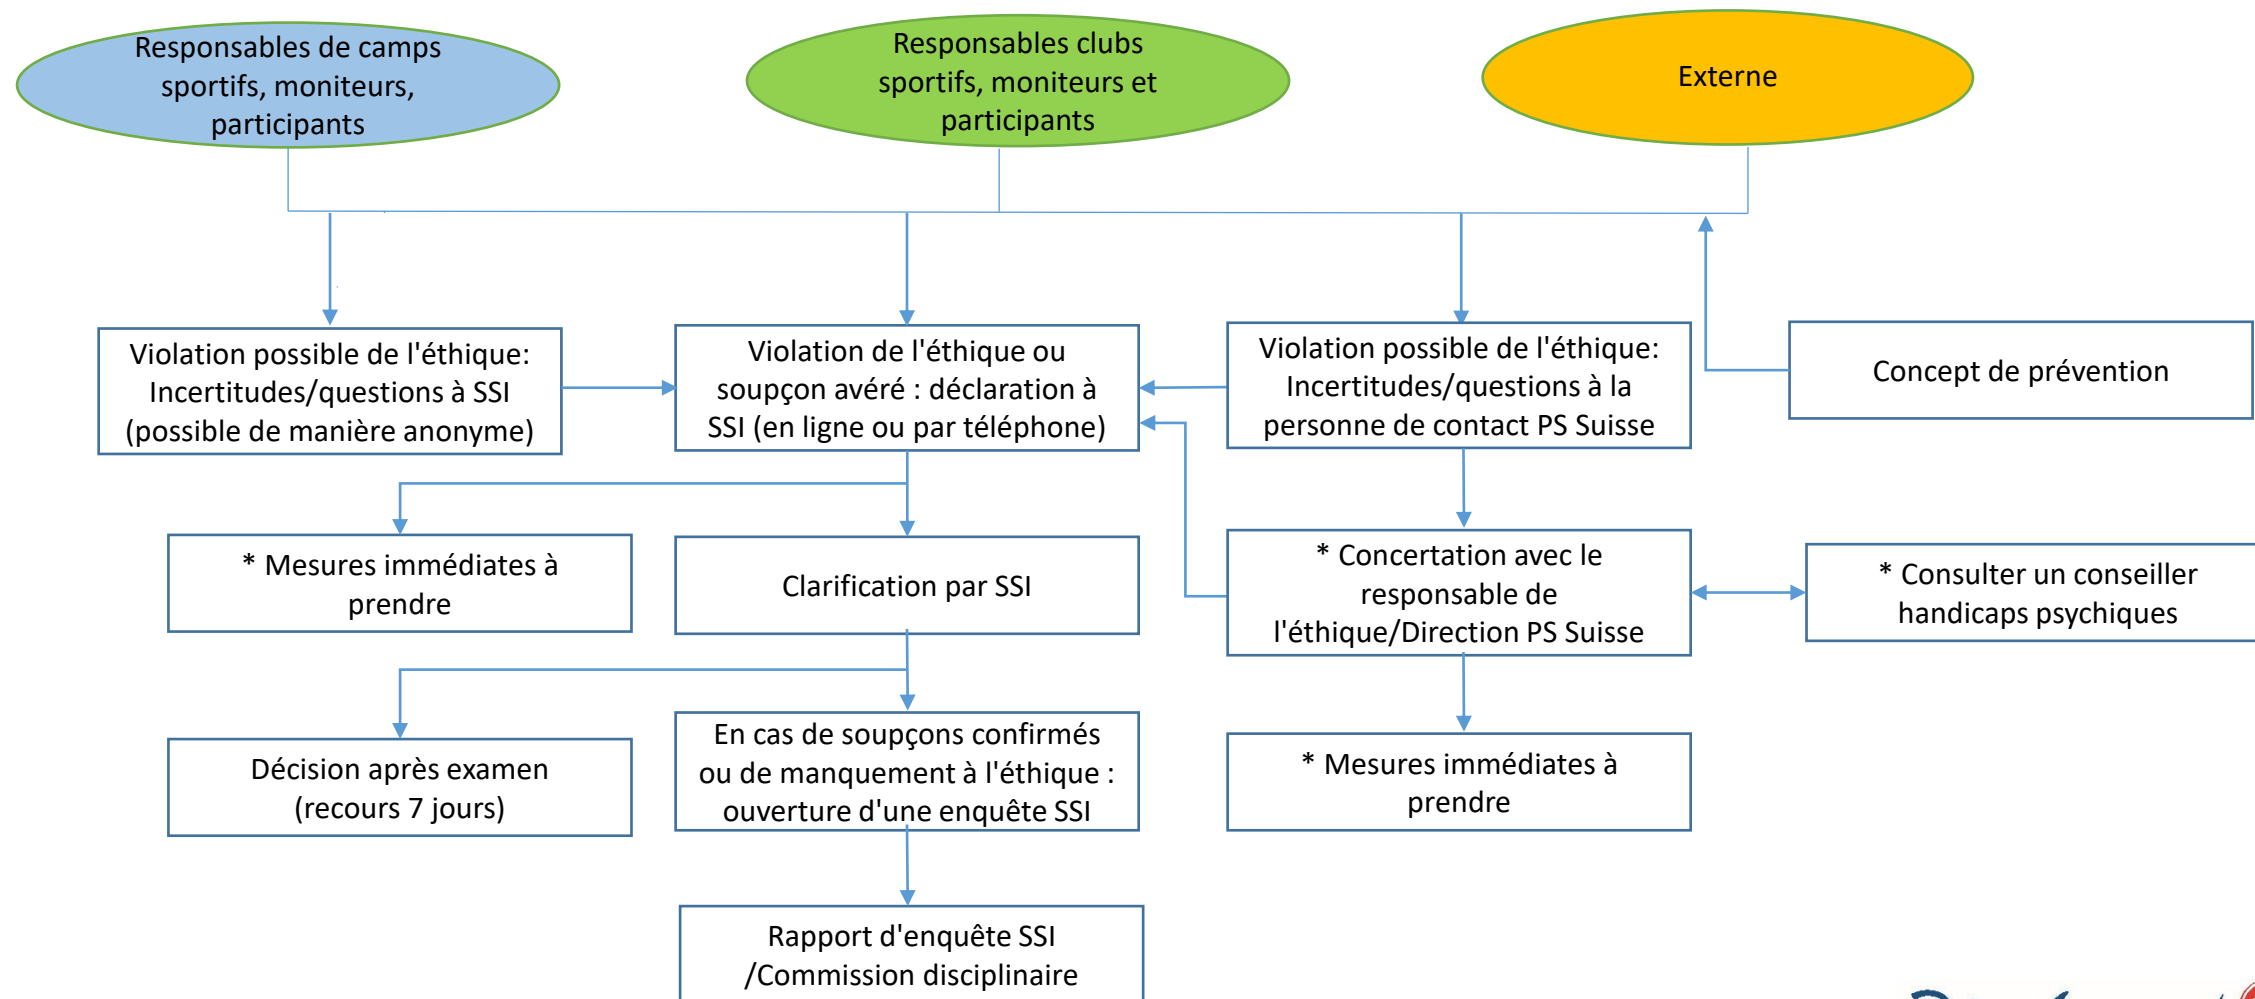 Responsables de camps
sportifs, moniteurs,
participants
Responsables clubs
sportifs, moniteurs et
participants
Externe
Violation possible de l'éthique:
Incertitudes/questions à SSI
(possible de manière anonyme)
Violation de l'éthique ou
soupçon avéré : déclaration à
SSI (en ligne ou par téléphone)
Violation possible de l'éthique:
Incertitudes/questions à la
personne de contact PS Suisse
Concept de prévention
* Mesures immédiates à
prendre
Clarification par SSI
* Concertation avec le
responsable de
l'éthique/Direction PS Suisse
* Consulter un conseiller
handicaps psychiques
Décision après examen
(recours 7 jours)
En cas de soupçons confirmés
ou de manquement à l'éthique :
ouverture d'une enquête SSI
* Mesures immédiates à
prendre
Rapport d'enquête SSI
/Commission disciplinaire